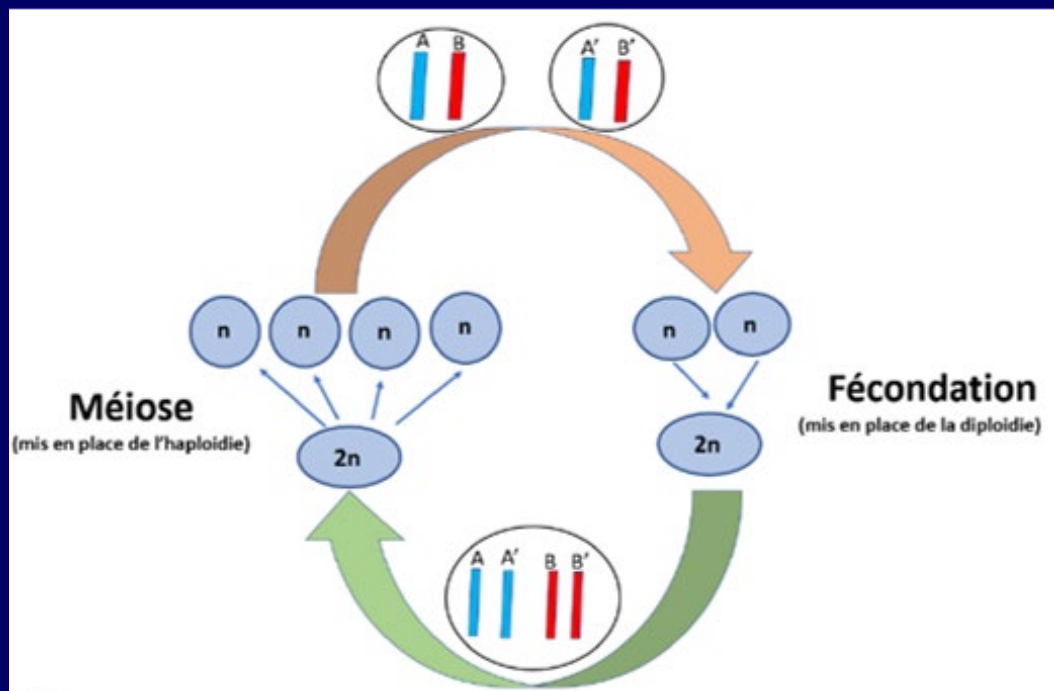 A B
A' B'
n n n n
n n
Méiose
(mis en place de l'haploidie)
Fécondation
(mis en place de la diploidie)
2n
2n
A A' B B'